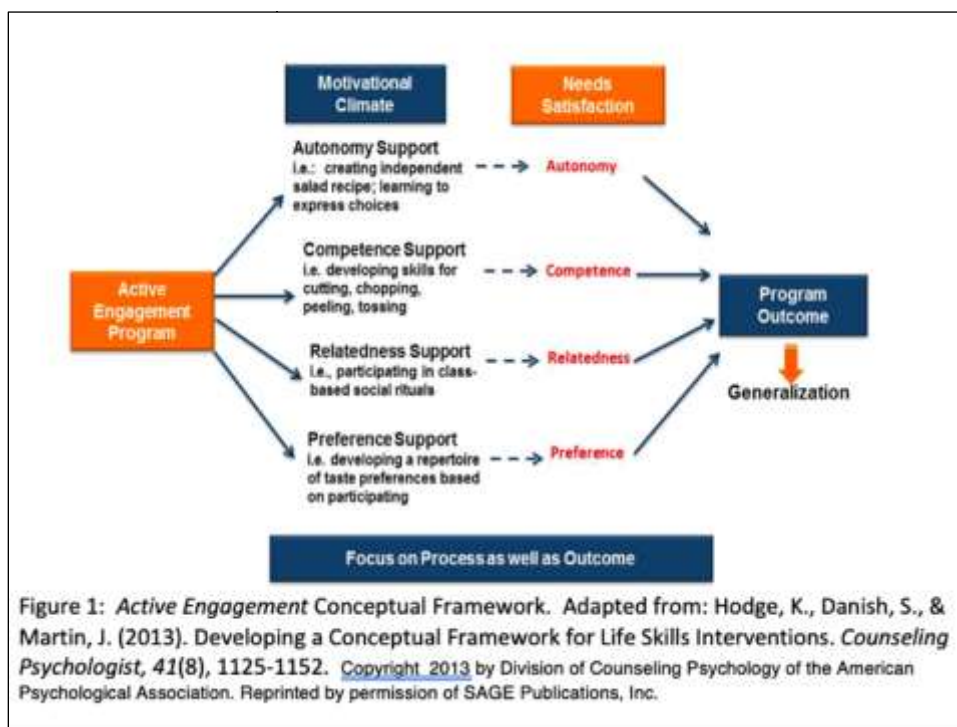 Motivational
Climate
Needs
Satisfaction
Autonomy Support
i.e.: creating independent
salad recipe; learning to
express choices
Autonomy
Competence Support
i.e. developing skills for
cutting, chopping,
peeling, tossing
Competence
Active
Engagement
Program
Program
Outcome
Relatedness Support
i.e., participating in class-
based social rituals
Relatedness
Generalization
Preference Support
i.e. developing a repertoire
of taste preferences based
on participating
Preference
Focus on Process as well as Outcome
Figure 1: Active Engagement Conceptual Framework. Adapted from: Hodge, K., Danish, S., &
Martin, J. (2013). Developing a Conceptual Framework for Life Skills Interventions. Counseling
Psychologist, 41(8), 1125-1152. Copyright 2013 by Division of Counseling Psychology of the American
Psychological Association. Reprinted by permission of SAGE Publications, Inc.